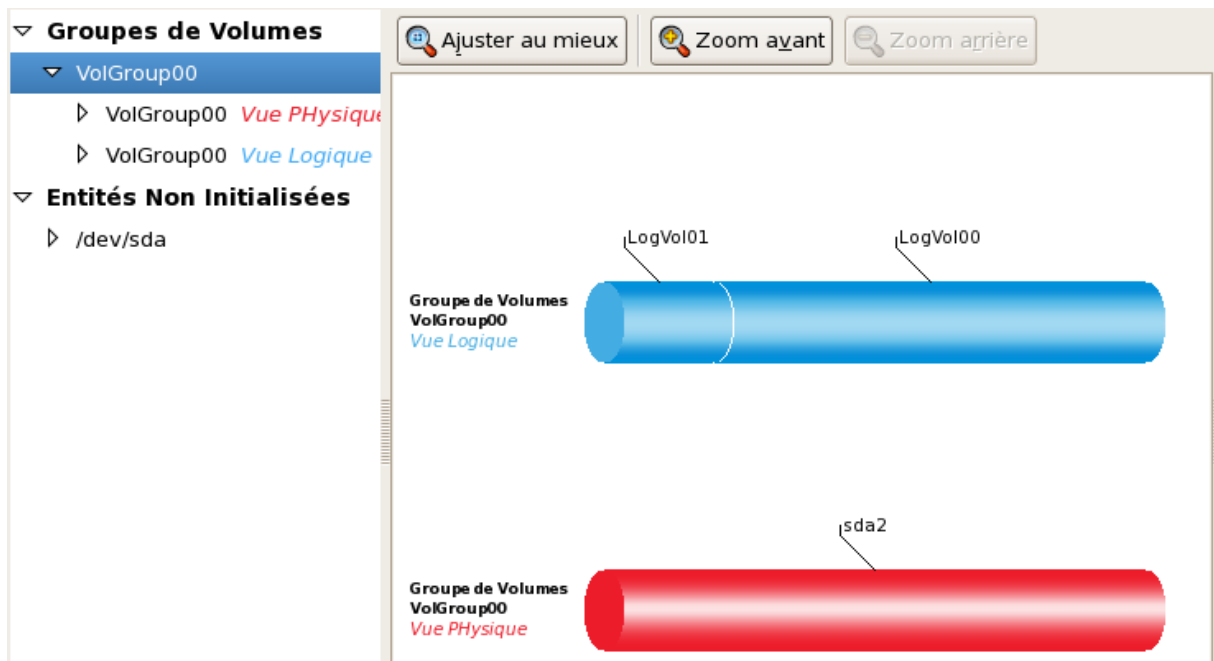 Groupes de Volumes
VolGroup00
VolGroup00 Vue PHysique
VolGroup00 Vue Logique
Entités Non Initialisées
/dev/sda
Ajuster au mieux
Zoom avant
Zoom arrière
LogVol01
LogVol00
Groupe de Volumes
VolGroup00
Vue Logique
sda2
Groupe de Volumes
VolGroup00
Vue PHysique